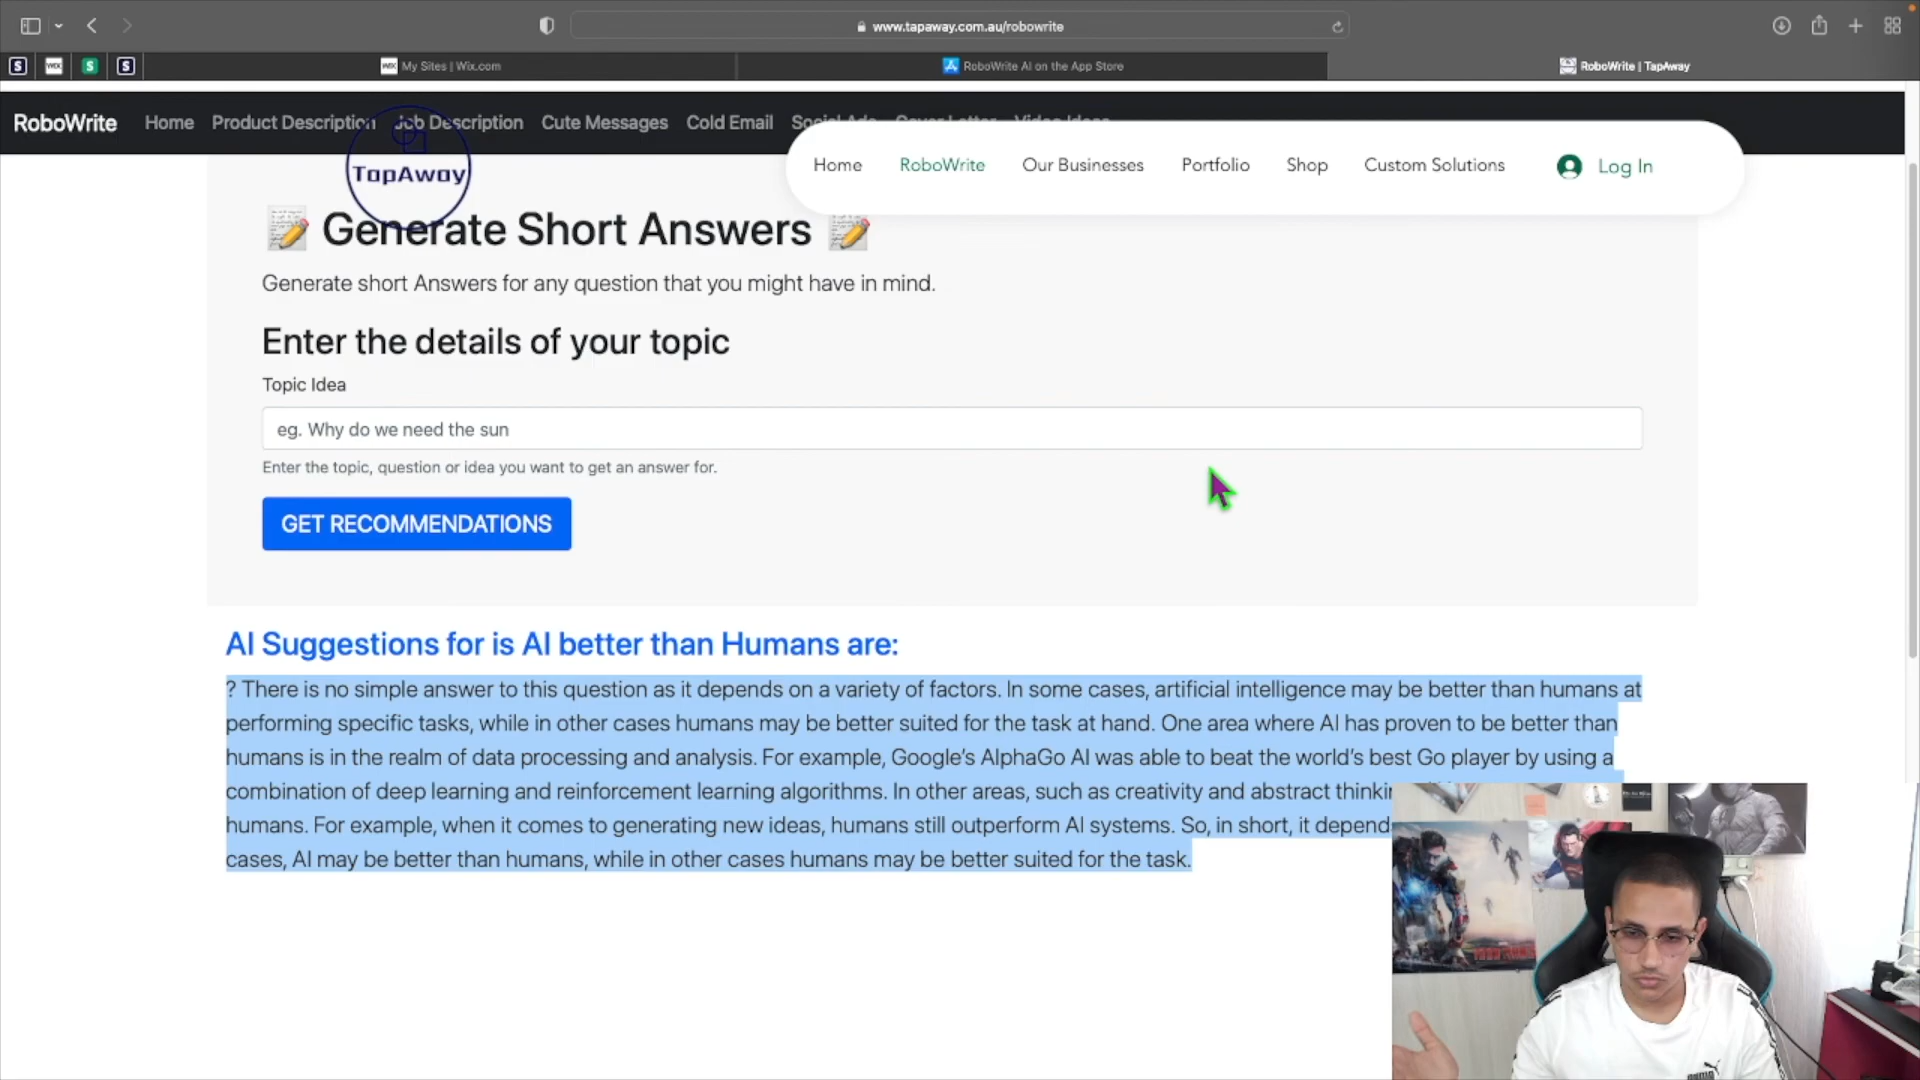 www.tapaway.com.au/robowrite
S WIX S S My Sites | Wix.com RoboWrite AI on the App Store RoboWrite | TapAway
RoboWrite Home Product Description Job Description Cute Messages Cold Email Social Ads Cover Letter Video Ideas
TapAway
Home RoboWrite Our Businesses Portfolio Shop Custom Solutions Log In
Generate Short Answers
Generate short Answers for any question that you might have in mind.
Enter the details of your topic
Topic Idea
eg. Why do we need the sun
Enter the topic, question or idea you want to get an answer for.
GET RECOMMENDATIONS
AI Suggestions for is AI better than Humans are:
? There is no simple answer to this question as it depends on a variety of factors. In some cases, artificial intelligence may be better than humans at
performing specific tasks, while in other cases humans may be better suited for the task at hand. One area where AI has proven to be better than
humans is in the realm of data processing and analysis. For example, Google's AlphaGo AI was able to beat the world's best Go player by using a
combination of deep learning and reinforcement learning algorithms. In other areas, such as creativity and abstract
humans. For example, when it comes to generating new ideas, humans still outperform AI systems. So, in short, it
cases, AI may be better than humans, while in other cases humans may be better suited for the task.